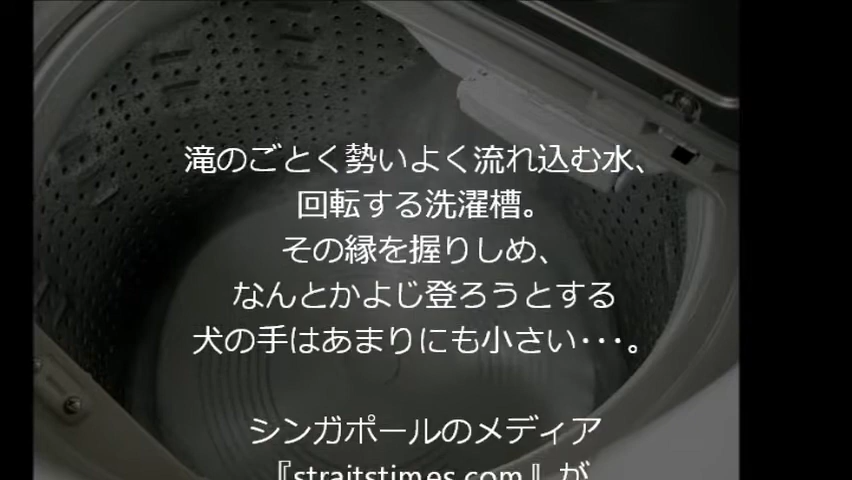 滝のごとく勢いよく流れ込む水、
回転する洗濯槽。
その縁を握りしめ、
なんとかよじ登ろうとする
犬の手はあまりにも小さい･･･。
シンガポールのメディア
『straitstimes.com』が